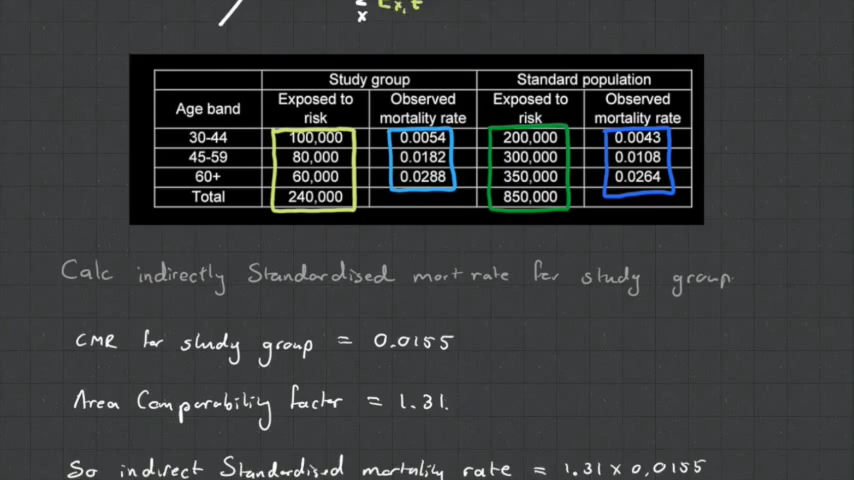 Σ
x E x,t
Study group Standard population
Age band Exposed to risk Observed mortality rate Exposed to risk Observed mortality rate
30-44 100,000 0.0054 200,000 0.0043
45-59 80,000 0.0182 300,000 0.0108
60+ 60,000 0.0288 350,000 0.0264
Total 240,000 850,000
Calc indirectly Standardised mort rate for study group.
CMR for study group = 0.0155
Area Comparability factor = 1.31.
So indirect Standardised mortality rate = 1.31 x 0.0155